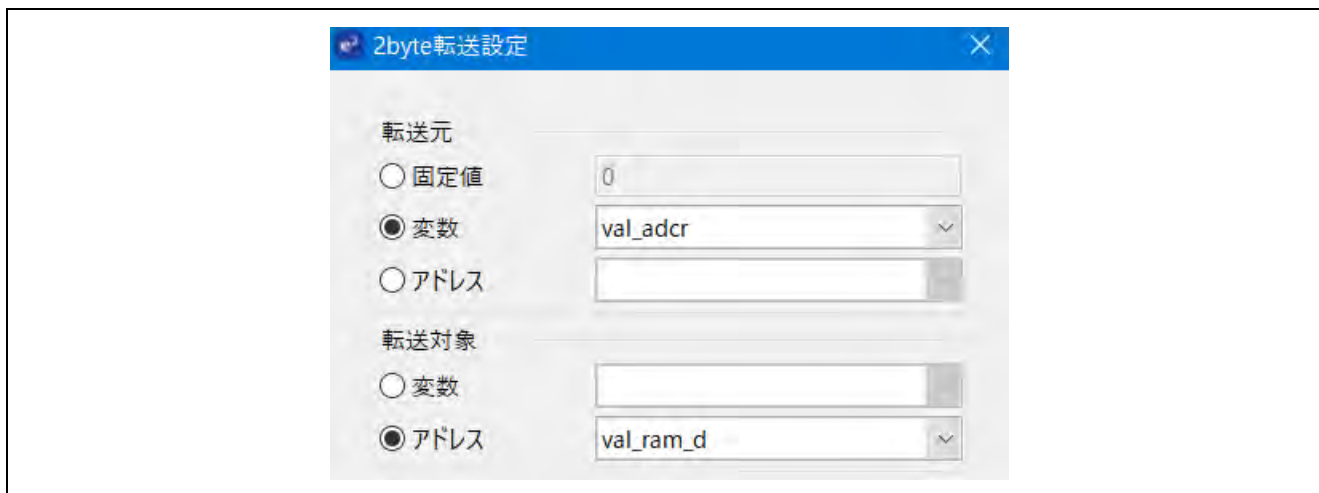 e² 2byte転送設定
転送元
固定値 0
変数 val_adcr
アドレス
転送対象
変数
アドレス val_ram_d